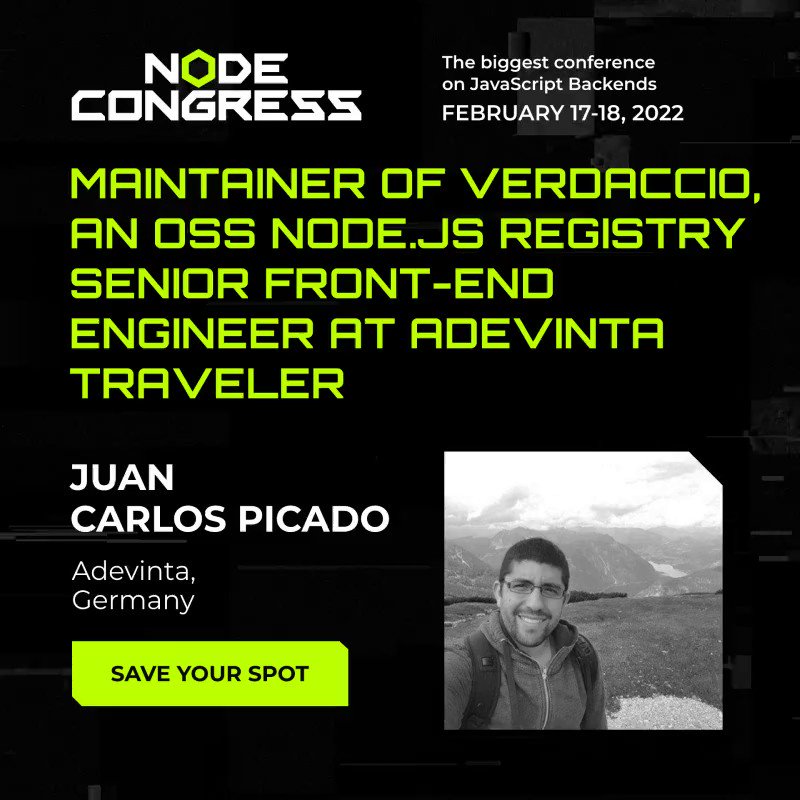 NODE
CONGRESS
The biggest conference
on JavaScript Backends
FEBRUARY 17-18, 2022
MAINTAINER OF VERDACCIO,
AN OSS NODE.JS REGISTRY
SENIOR FRONT-END
ENGINEER AT ADEVINTA
TRAVELER
JUAN
CARLOS PICADO
Adevinta,
Germany
SAVE YOUR SPOT